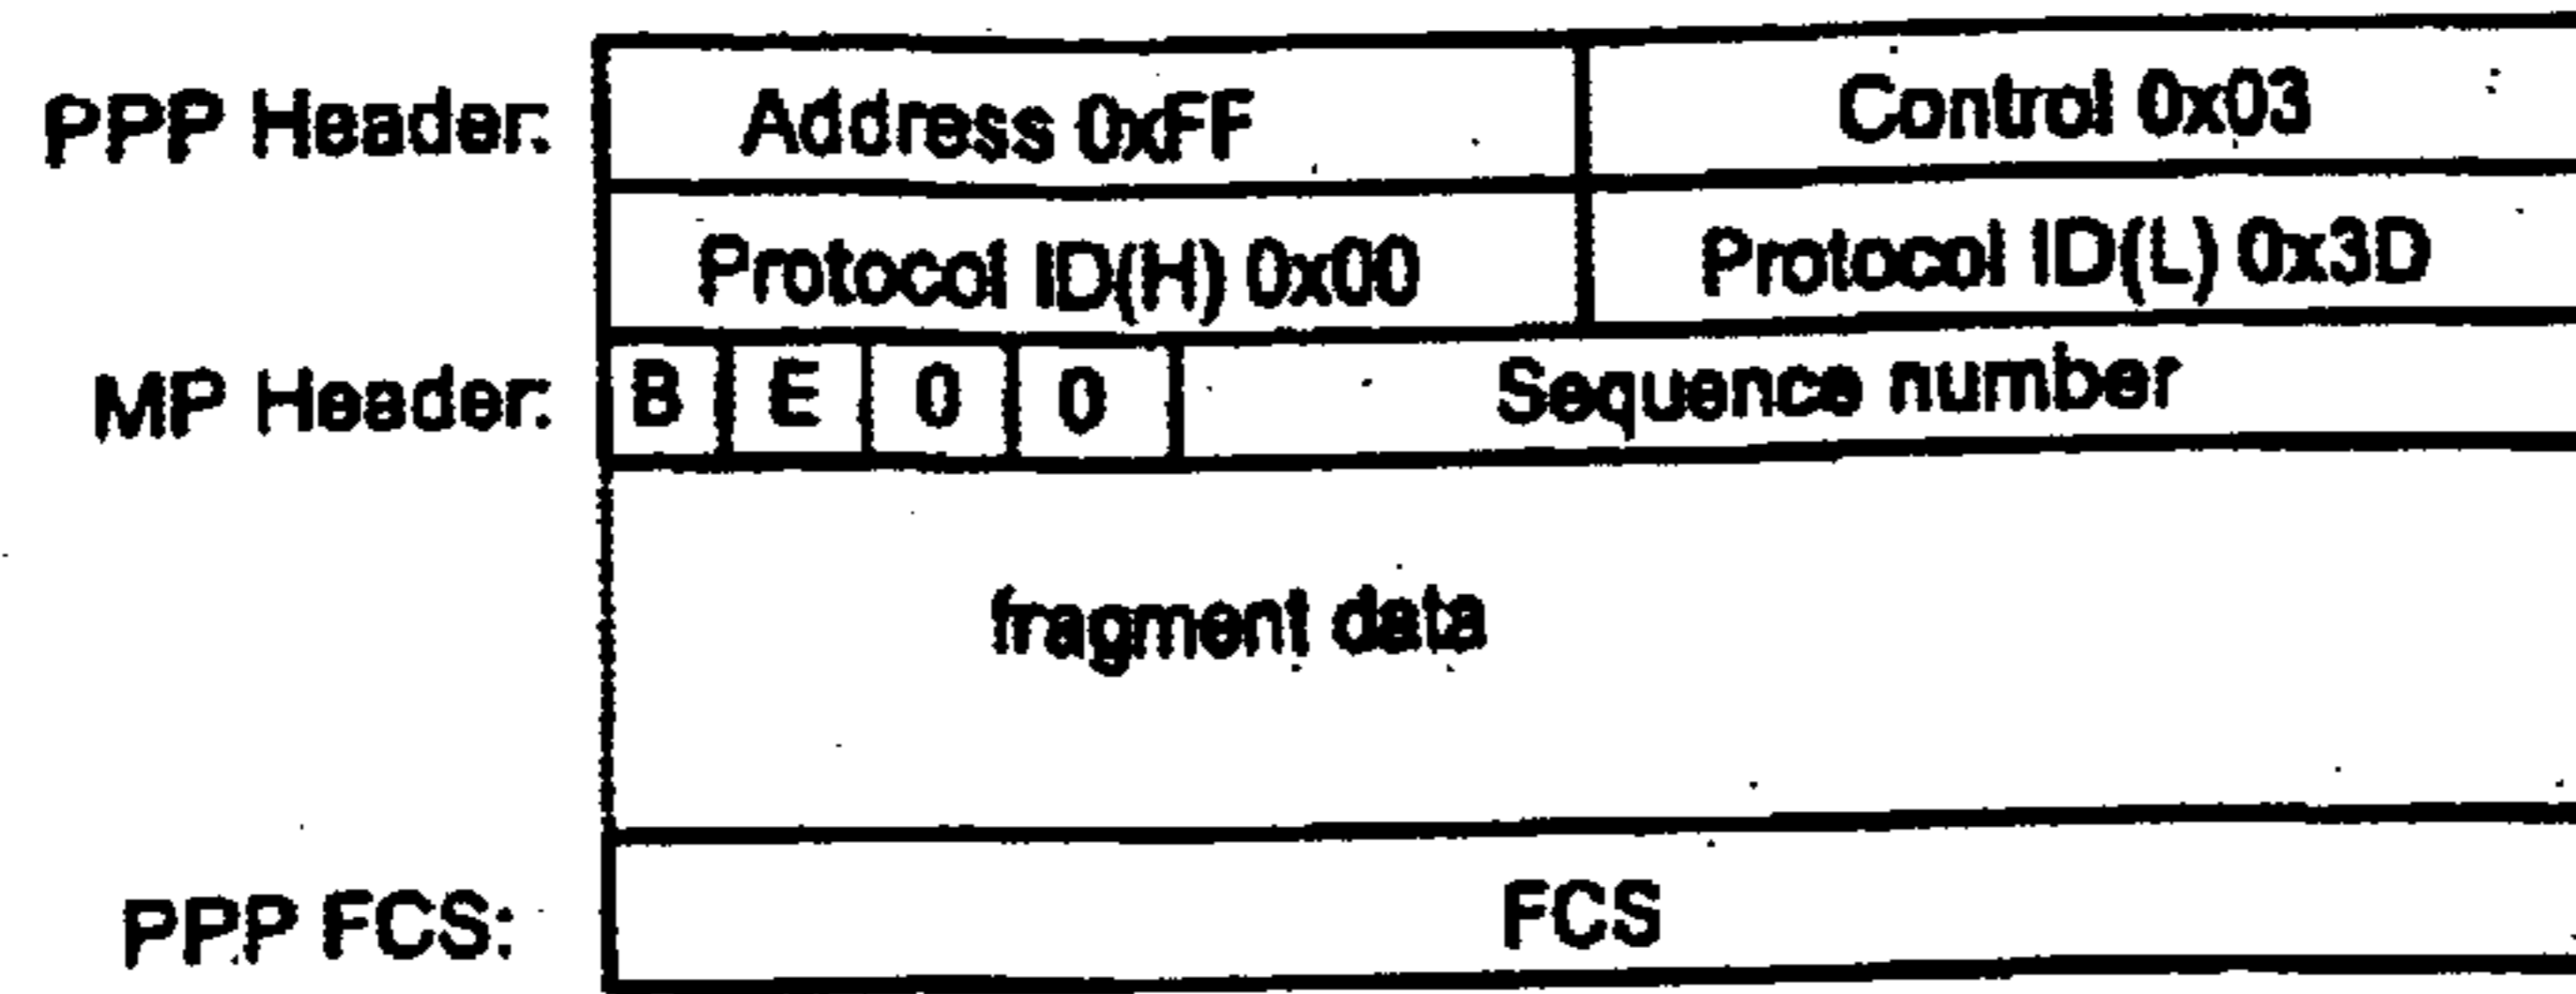 PPP Header: Address 0xFF Control 0x03
Protocol ID(H) 0x00 Protocol ID(L) 0x3D
MP Header: B E 0 0 Sequence number
fragment data
PPP FCS: FCS